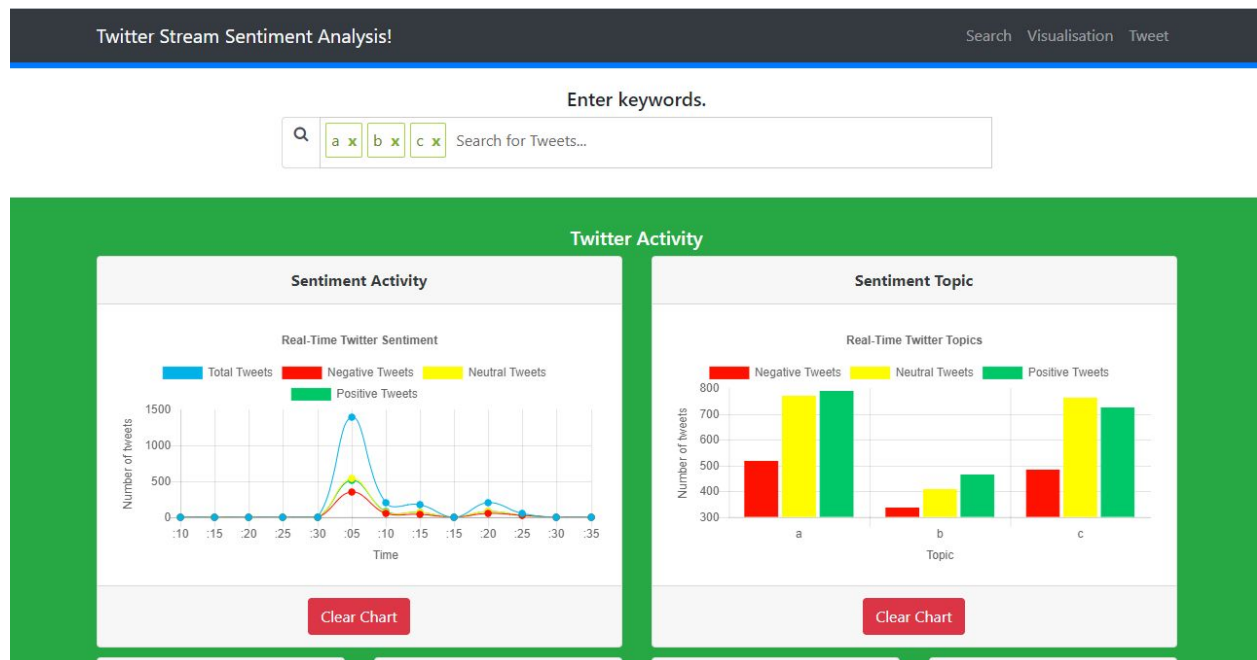 Twitter Stream Sentiment Analysis!
Search Visualisation Tweet
Enter keywords.
a x b x c x Search for Tweets...
Twitter Activity
Sentiment Activity
Real-Time Twitter Sentiment
Total Tweets Negative Tweets Neutral Tweets
Positive Tweets
Number of tweets
1500
1000
500
0
:10 :15 :20 :25 :30 :05 :10 :15 :15 :20 :25 :30 :35
Time
Clear Chart
Sentiment Topic
Real-Time Twitter Topics
Negative Tweets Neutral Tweets Positive Tweets
Number of tweets
800
700
600
500
400
300
a b c
Topic
Clear Chart